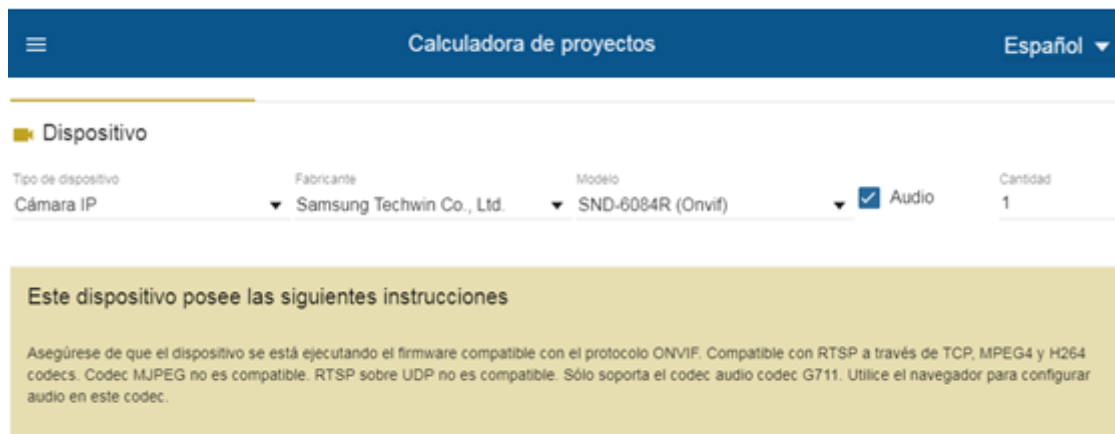 Calculadora de proyectos
Español
Dispositivo
Tipo de dispositivo Fabricante Modelo Cantidad
Cámara IP Samsung Techwin Co., Ltd. SND-6084R (Onvif) Audio 1
Este dispositivo posee las siguientes instrucciones
Asegúrese de que el dispositivo se está ejecutando el firmware compatible con el protocolo ONVIF. Compatible con RTSP a través de TCP, MPEG4 y H264
codecs. Codec MJPEG no es compatible. RTSP sobre UDP no es compatible. Sólo soporta el codec audio codec G711. Utilice el navegador para configurar
audio en este codec.